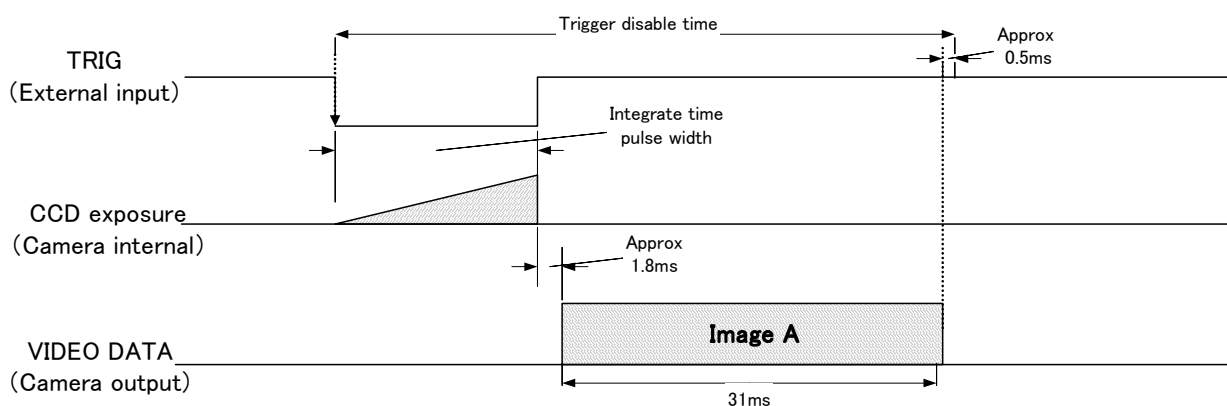 Trigger disable time
Approx
0.5ms
TRIG
(External input)
Integrate time
pulse width
CCD exposure
(Camera internal)
Approx
1.8ms
Image A
VIDEO DATA
(Camera output)
31ms